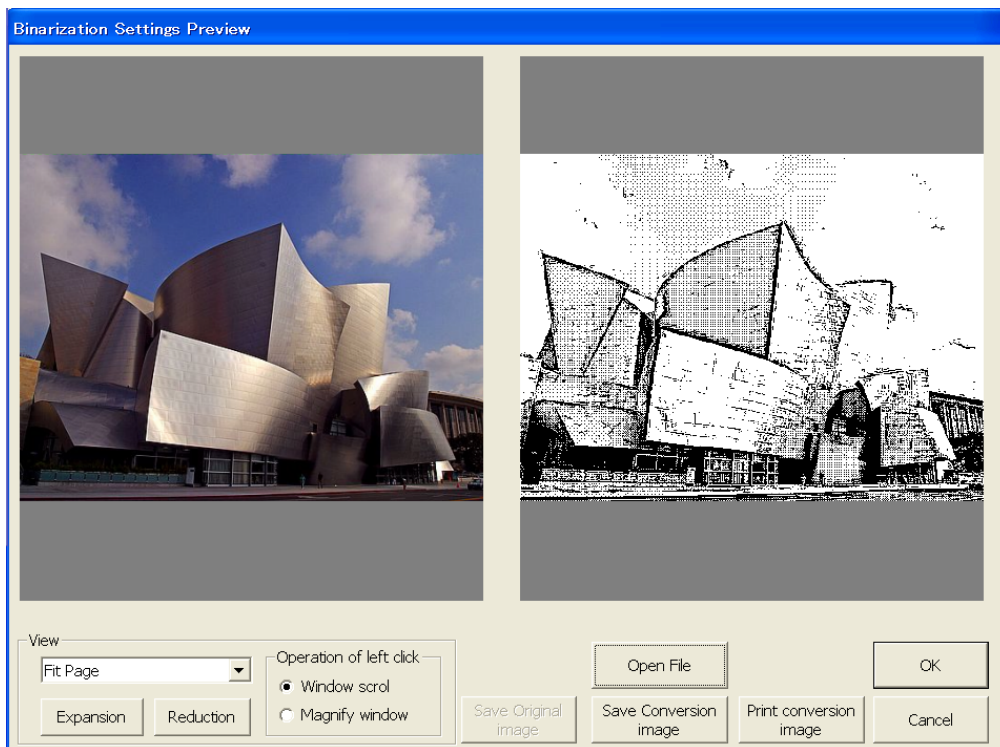 Binarization Settings Preview
View
Fit Page
Expansion
Reduction
Operation of left click
Window scrol
Magnify window
Save Original
image
Open File
Save Conversion
image
Print conversion
image
OK
Cancel